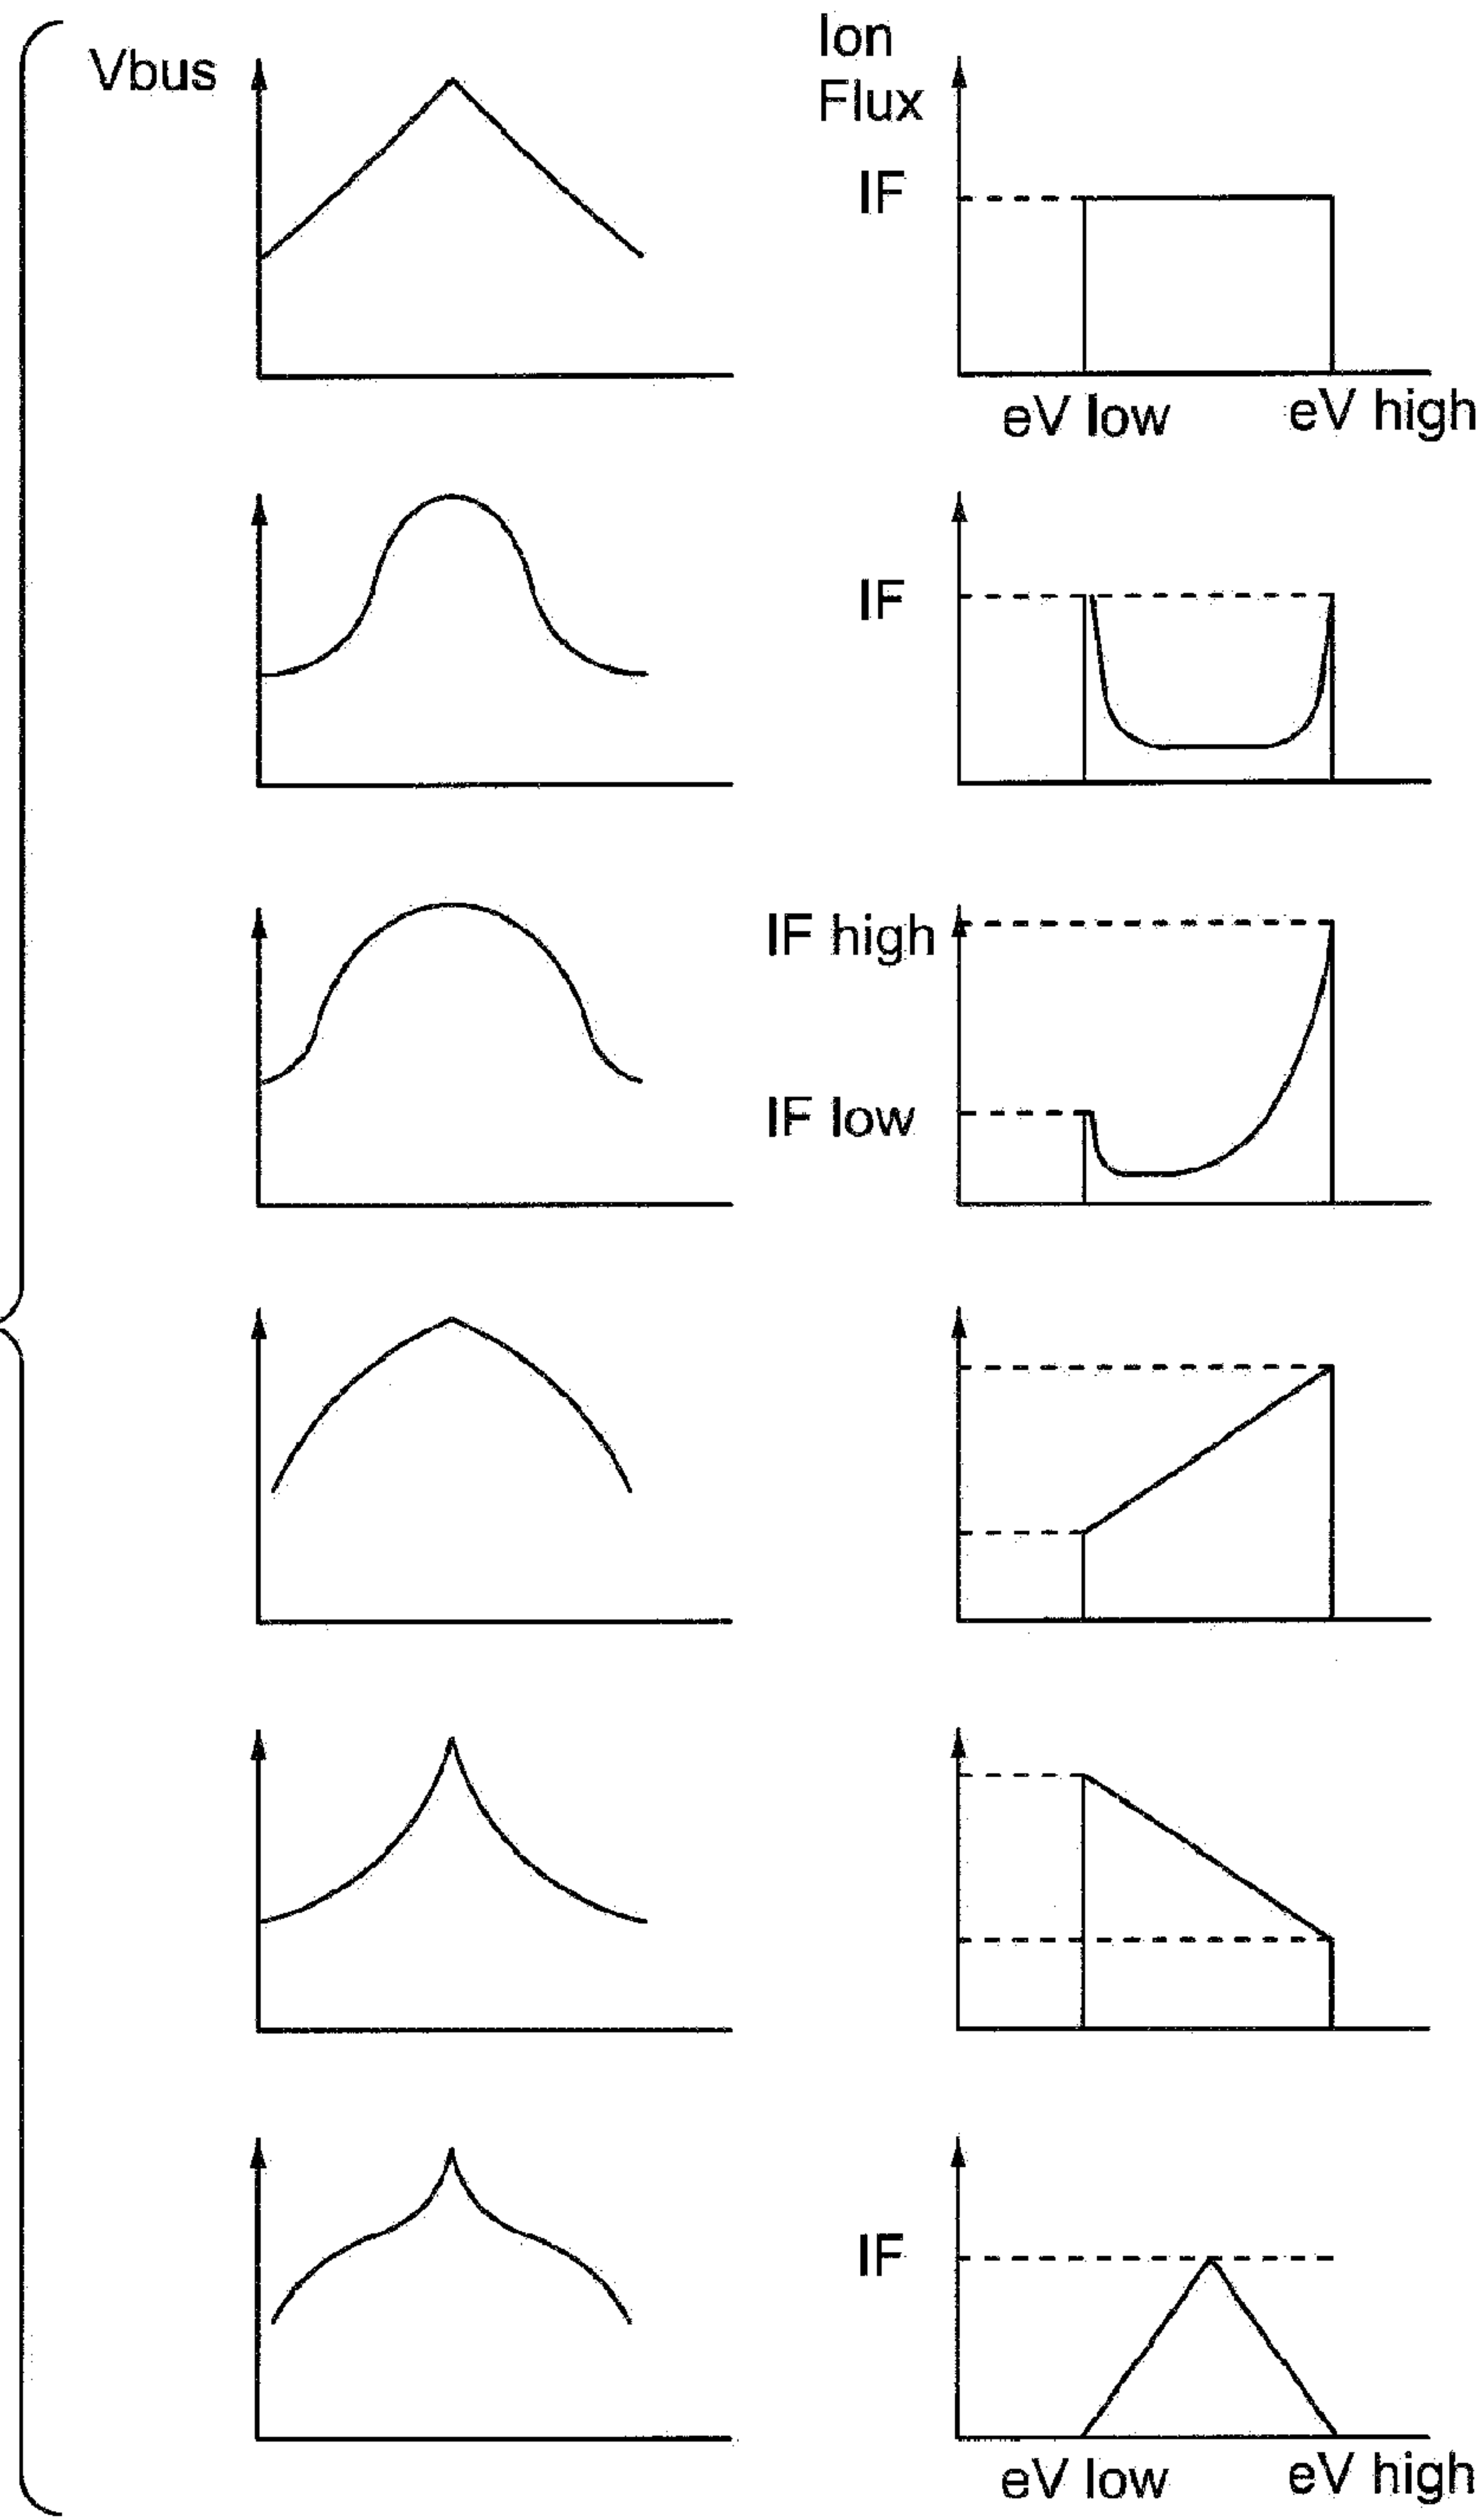 Vbus
Ion
Flux
IF
eV low
eV high
IF
IF high
IF low
IF
eV low
eV high